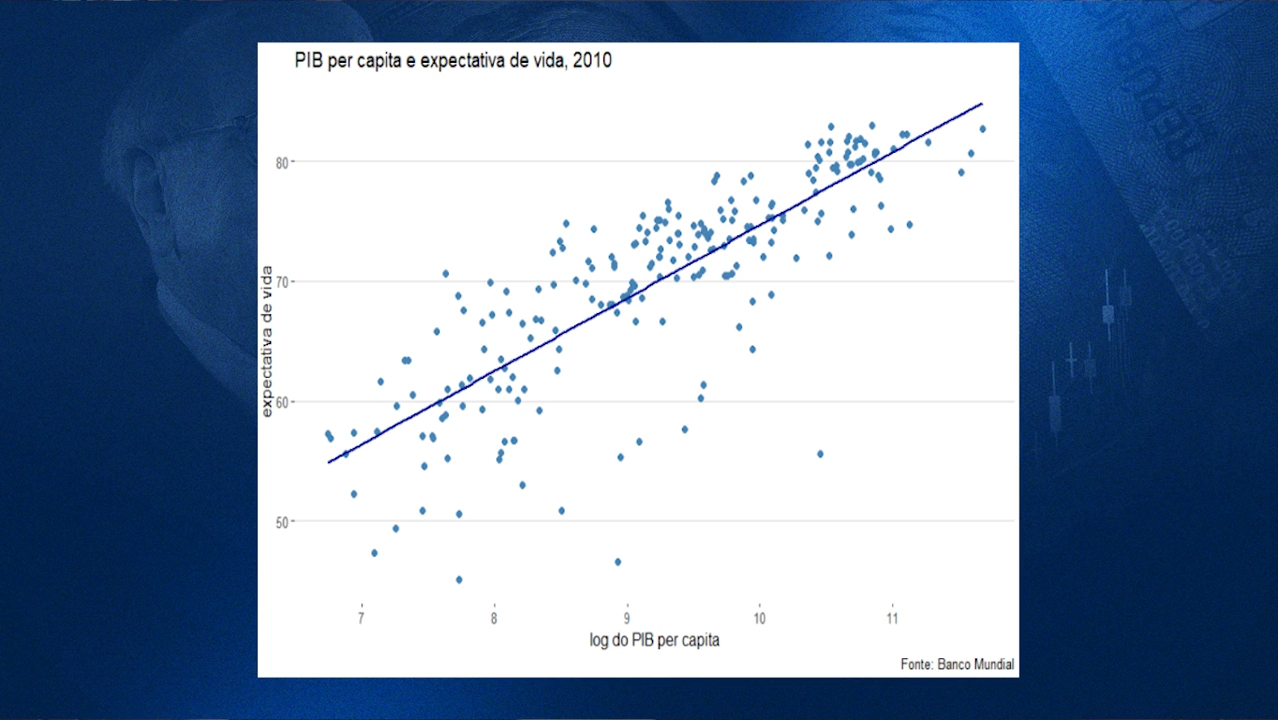 PIB per capita e expectativa de vida, 2010
expectativa de vida
80
70
60
50
7 8 9 10 11
log do PIB per capita
Fonte: Banco Mundial